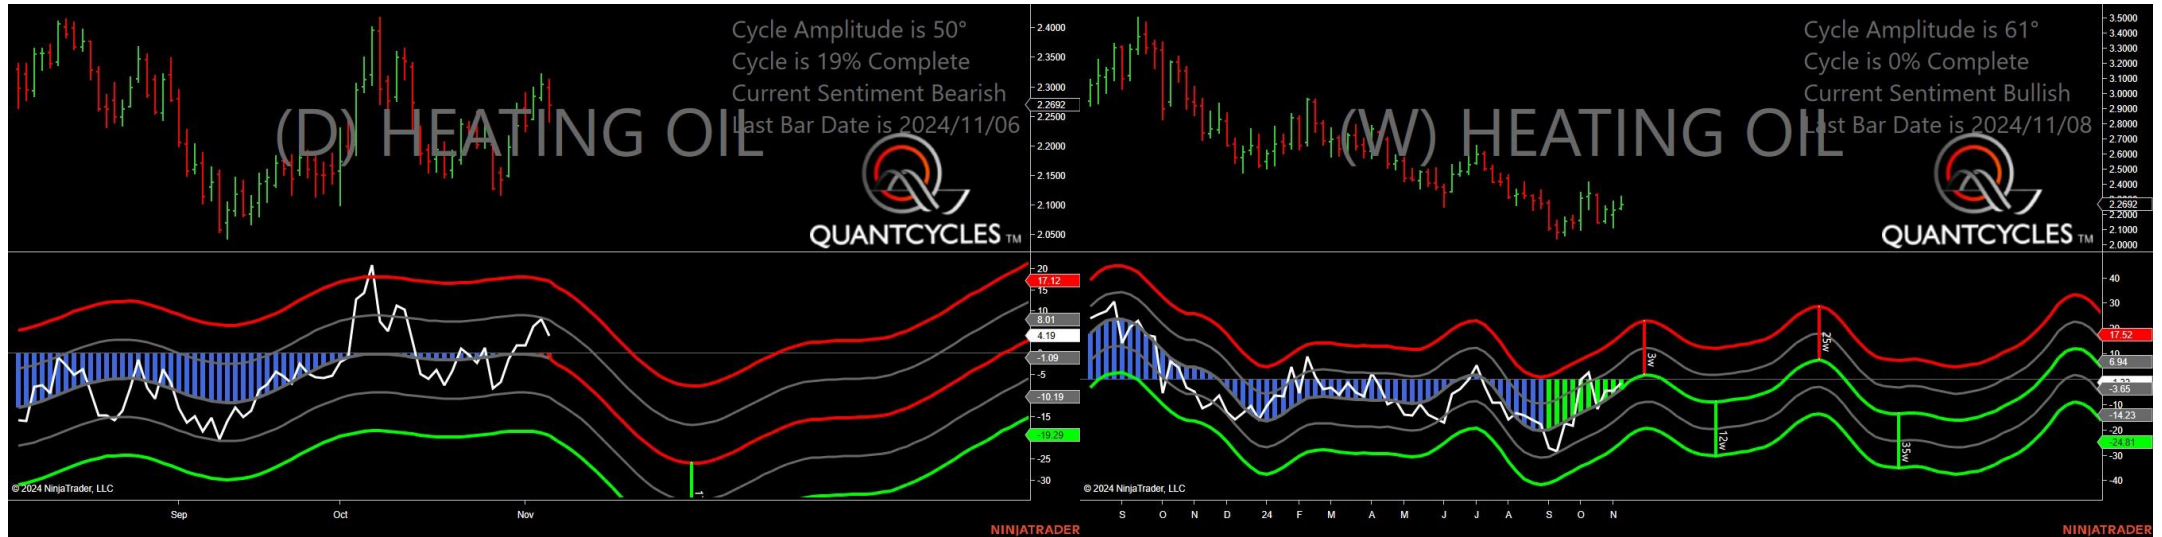 Cycle Amplitude is 50°
Cycle is 19% Complete
Current Sentiment Bearish
Last Bar Date is 2024/11/06
(D) HEATING OIL
QUANTCYCLES TM
2.4000
2.3500
2.3000
2.2692
2.2500
2.2000
2.1500
2.1000
2.0500
20
17.12
15
10
8.01
4.19
-1.09
-5
-10.19
-15
-19.29
-25
-30
© 2024 NinjaTrader, LLC
Sep Oct Nov
NINJATRADER
Cycle Amplitude is 61°
Cycle is 0% Complete
Current Sentiment Bullish
Last Bar Date is 2024/11/08
(W) HEATING OIL
QUANTCYCLES TM
3.5000
3.4000
3.3000
3.2000
3.1000
3.0000
2.9000
2.8000
2.7000
2.6000
2.5000
2.4000
2.2692
2.2000
2.1000
2.0000
40
30
17.52
10
6.94
-3.65
-10
-14.23
-20
-24.81
-30
-40
3w
12w
25w
35w
© 2024 NinjaTrader, LLC
S O N D 24 F M A M J J A S O N
NINJATRADER